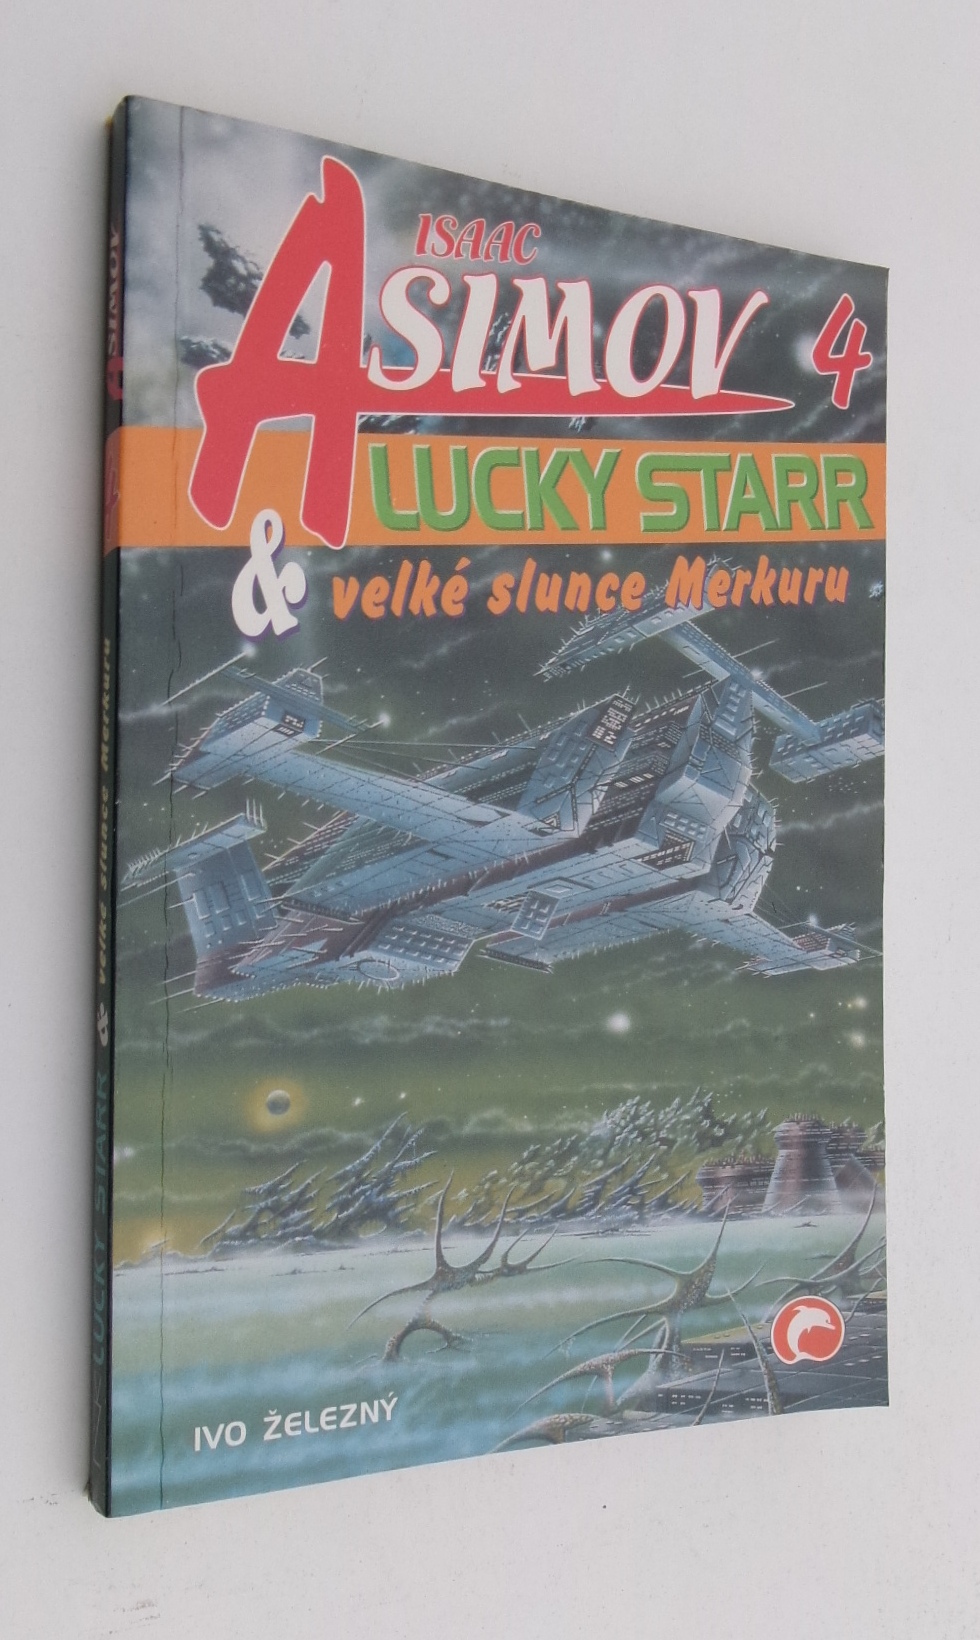 ISAAC
ASIMOV 4
LUCKY STARR
& velké slunce Merkuru
IVO ŽELEZNÝ
ASIMOV
LUCKY STARR & velké slunce Merkuru